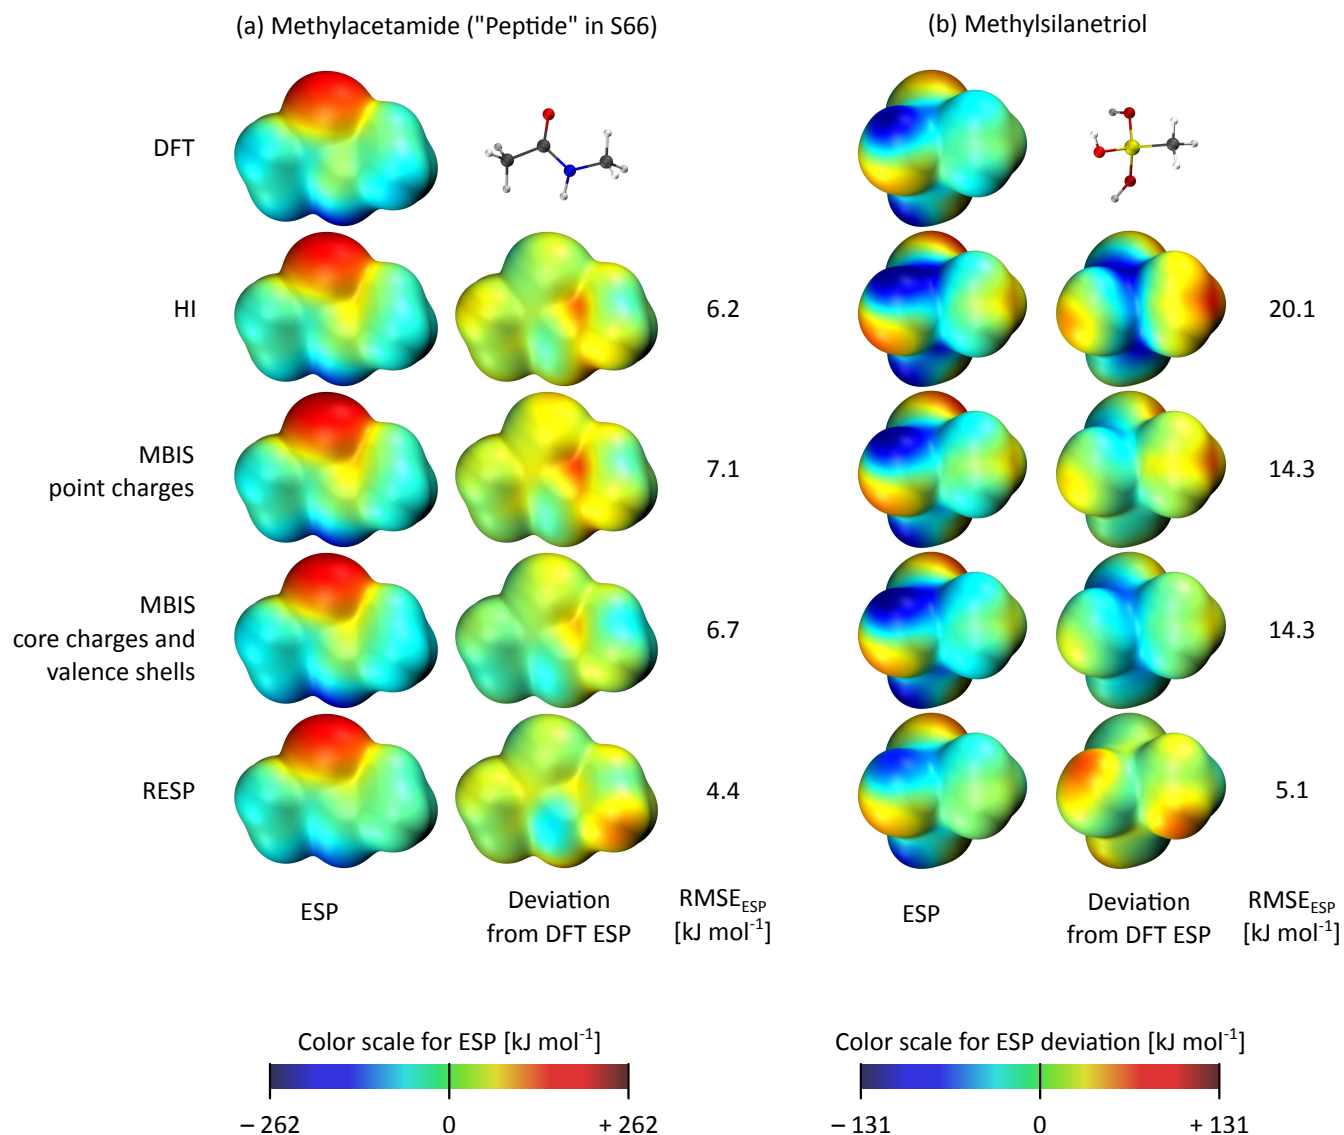 (a) Methylacetamide ("Peptide" in S66)
(b) Methylsilanetriol
DFT
HI
6.2
20.1
MBIS
point charges
7.1
14.3
MBIS
core charges and
valence shells
6.7
14.3
RESP
4.4
5.1
ESP
Deviation
from DFT ESP
RMSE_ESP
[kJ mol⁻¹]
ESP
Deviation
from DFT ESP
RMSE_ESP
[kJ mol⁻¹]
Color scale for ESP [kJ mol⁻¹]
– 262 0 + 262
Color scale for ESP deviation [kJ mol⁻¹]
– 131 0 + 131